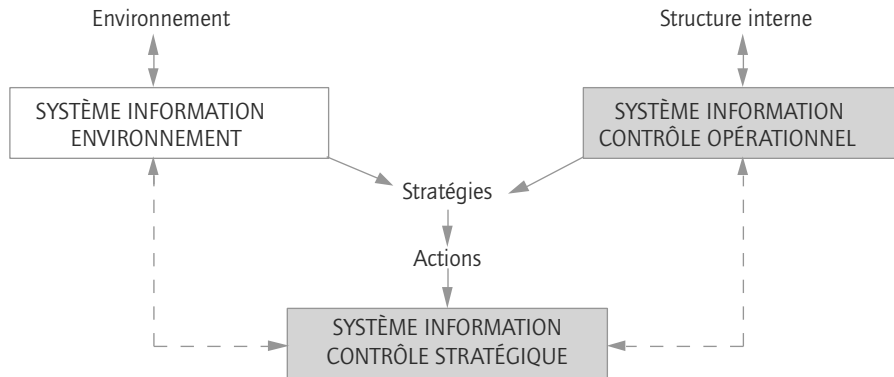 Environnement
Structure interne
SYSTÈME INFORMATION
ENVIRONNEMENT
SYSTÈME INFORMATION
CONTRÔLE OPÉRATIONNEL
Stratégies
Actions
SYSTÈME INFORMATION
CONTRÔLE STRATÉGIQUE